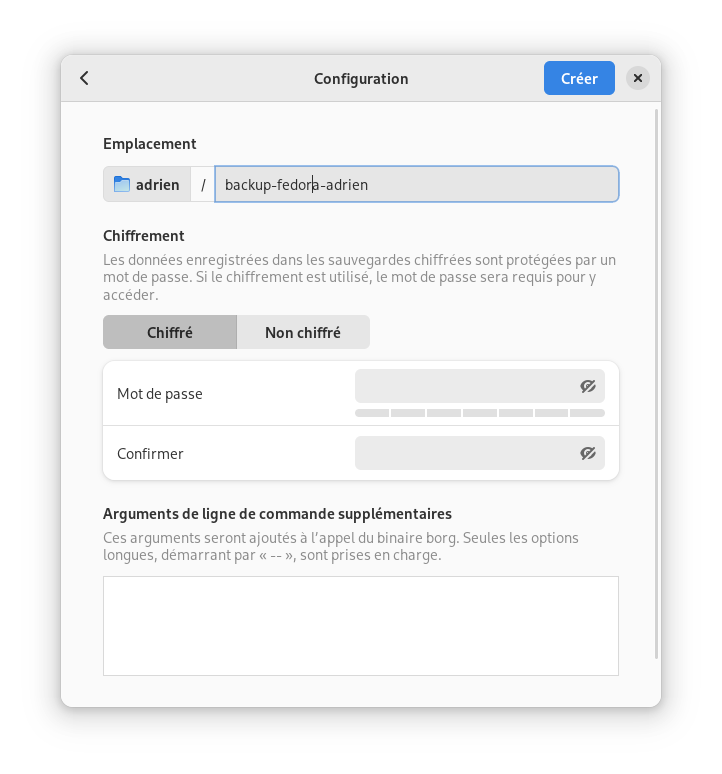 Configuration
Créer
Emplacement
adrien / backup-fedora-adrien
Chiffrement
Les données enregistrées dans les sauvegardes chiffrées sont protégées par un
mot de passe. Si le chiffrement est utilisé, le mot de passe sera requis pour y
accéder.
Chiffré Non chiffré
Mot de passe
Confirmer
Arguments de ligne de commande supplémentaires
Ces arguments seront ajoutés à l’appel du binaire borg. Seules les options
longues, démarrant par « -- », sont prises en charge.